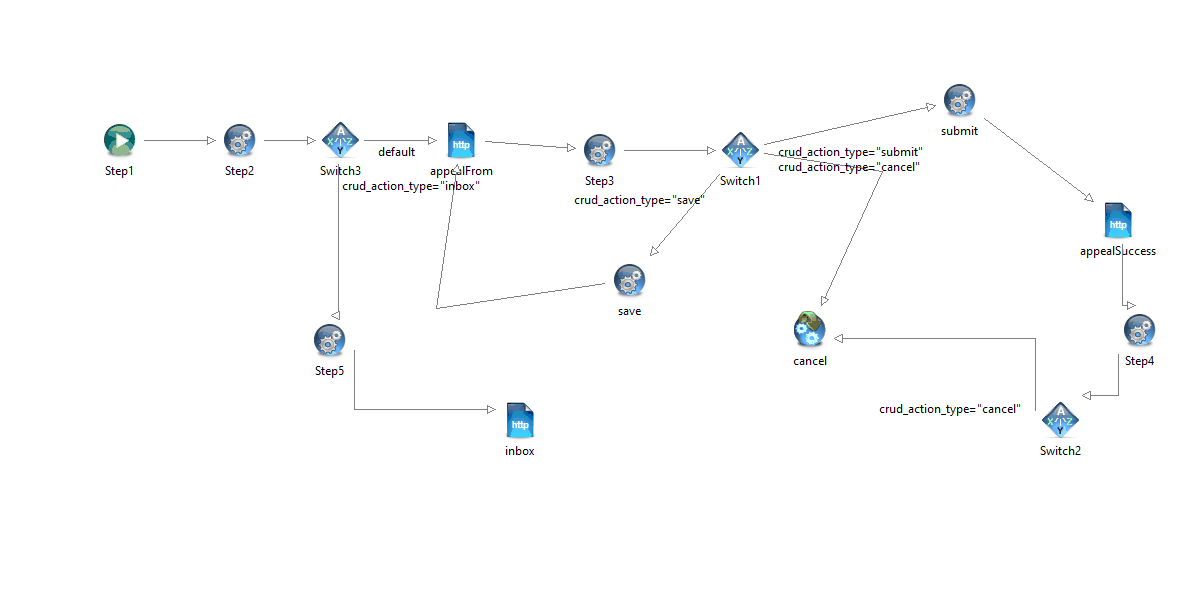 submit
default
crud_action_type="submit"
crud_action_type="cancel"
Step1
Step2
Switch3
appealFrom
Step3
Switch1
crud_action_type="inbox"
crud_action_type="save"
http
http
appealSuccess
save
cancel
Step4
Step5
crud_action_type="cancel"
http
inbox
Switch2
A
X
Z
Y
A
X
Z
Y
A
X
Z
Y